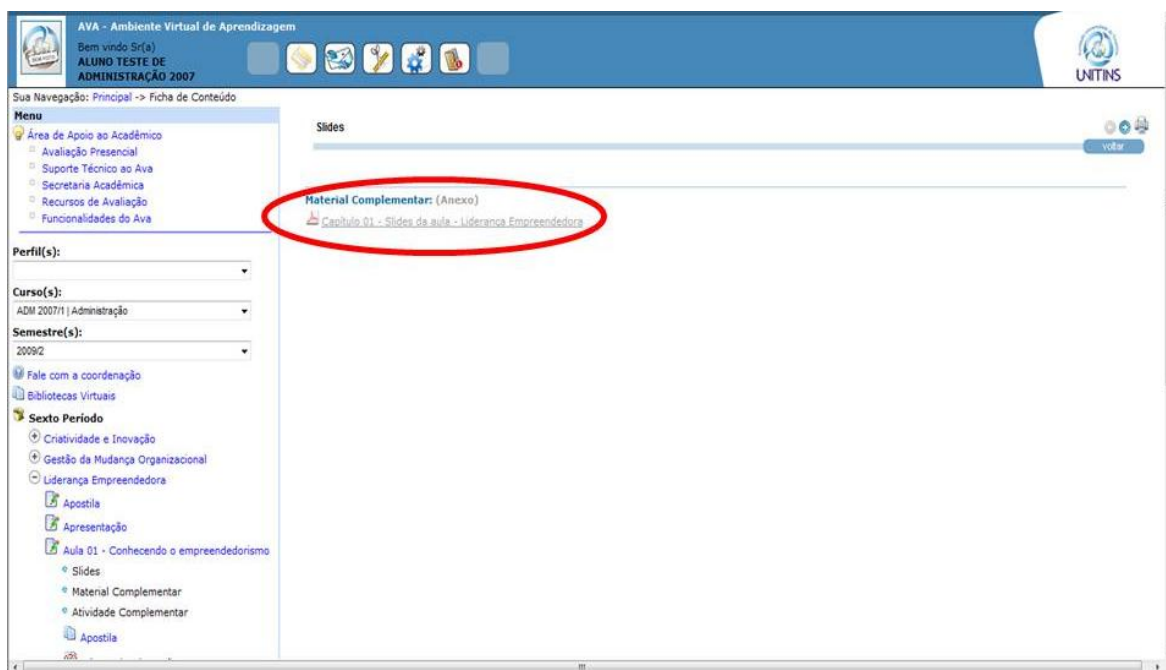 AVA - Ambiente Virtual de Aprendizagem
Bem vindo Sr(a)
ALUNO TESTE DE
ADMINISTRAÇÃO 2007
UNITINS
Sua Navegação: Principal -> Ficha de Conteúdo
Menu
Área de Apoio ao Acadêmico
Avaliação Presencial
Suporte Técnico ao Ava
Secretaria Acadêmica
Recursos de Avaliação
Funcionalidades do Ava
Perfil(s):
Curso(s):
ADM 2007/1 | Administração
Semestre(s):
2009/2
Fale com a coordenação
Bibliotecas Virtuais
Sexto Período
Criatividade e Inovação
Gestão da Mudança Organizacional
Liderança Empreendedora
Apostila
Apresentação
Aula 01 - Conhecendo o empreendedorismo
Slides
Material Complementar
Atividade Complementar
Apostila
Slides
voltar
Material Complementar: (Anexo)
Capítulo 01 - Slides da aula - Liderança Empreendedora